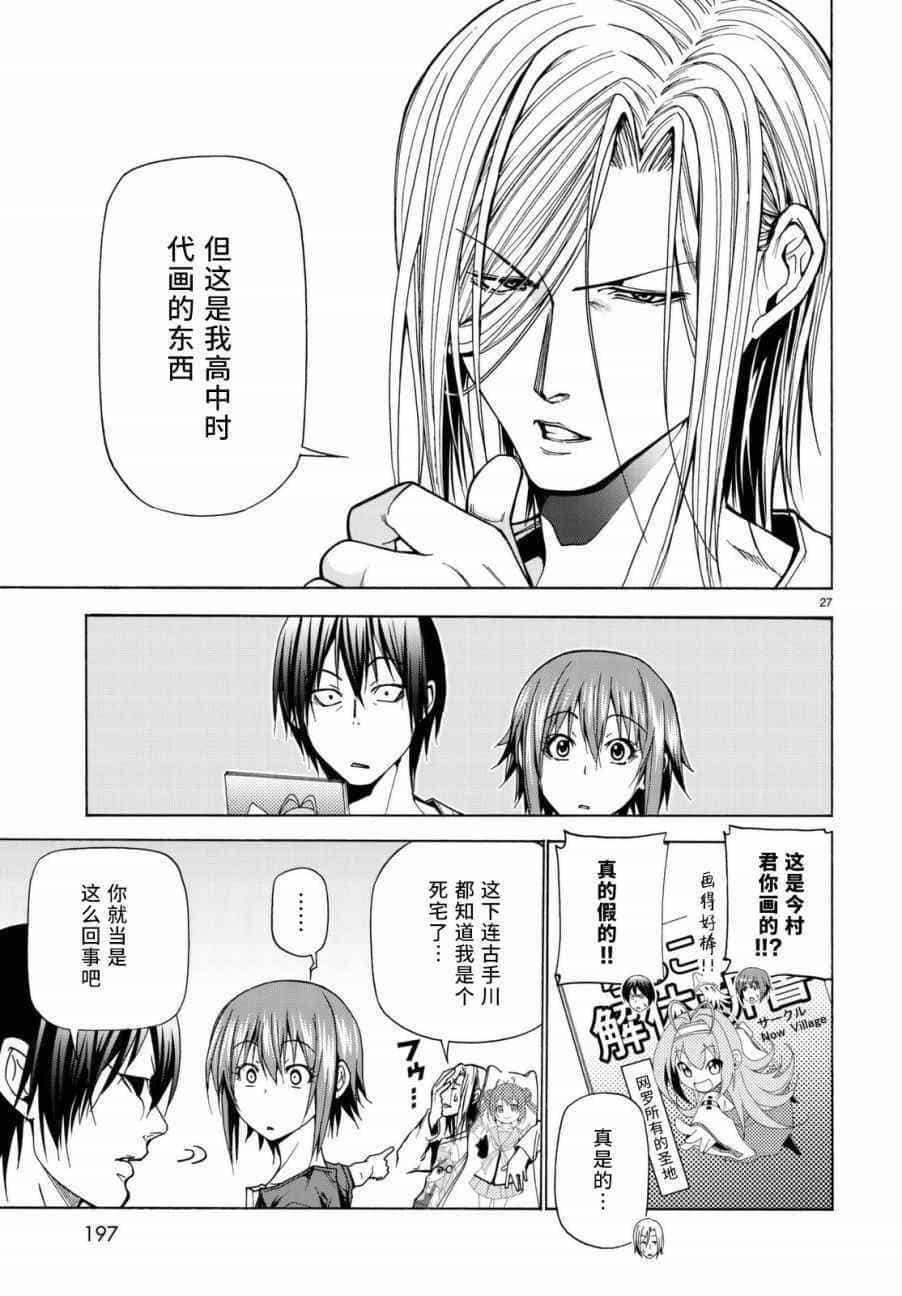 但这是我高中时
代画的东西
27
这是今村
君你画的?!!
画得好棒!!
真的假的!!
解体新書
サークル
Now Village
网罗所有的圣地
真是的…
这下连古手川
都知道我是个
死宅了…
フゥ…
……
你就当是
这么回事吧
197